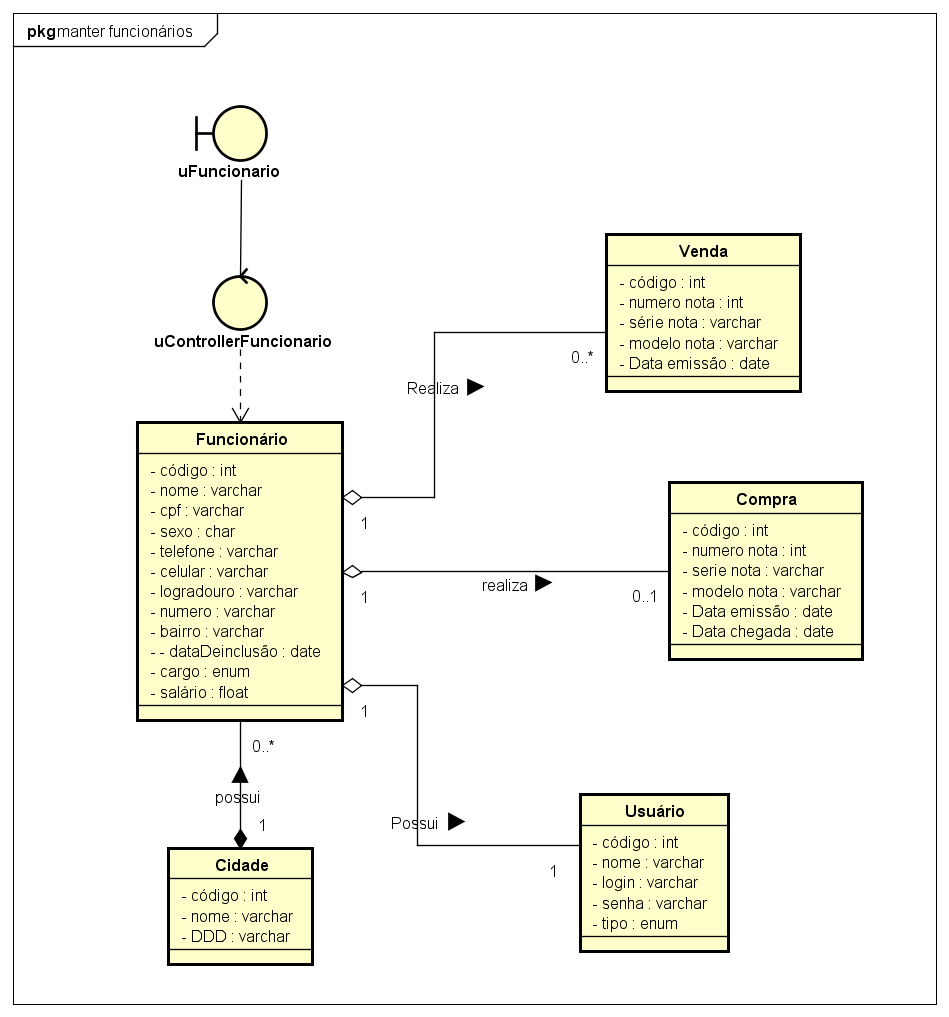 pkg manter funcionários
uFuncionario
uControllerFuncionario
Venda
- código : int
- numero nota : int
- série nota : varchar
- modelo nota : varchar
- Data emissão : date
0..*
Realiza
Funcionário
- código : int
- nome : varchar
- cpf : varchar
- sexo : char
- telefone : varchar
- celular : varchar
- logradouro : varchar
- numero : varchar
- bairro : varchar
- - dataDeinclusão : date
- cargo : enum
- salário : float
1
1
1
Compra
- código : int
- numero nota : int
- serie nota : varchar
- modelo nota : varchar
- Data emissão : date
- Data chegada : date
realiza
0..1
0..*
possui
1
Possui
1
Cidade
- código : int
- nome : varchar
- DDD : varchar
Usuário
- código : int
- nome : varchar
- login : varchar
- senha : varchar
- tipo : enum